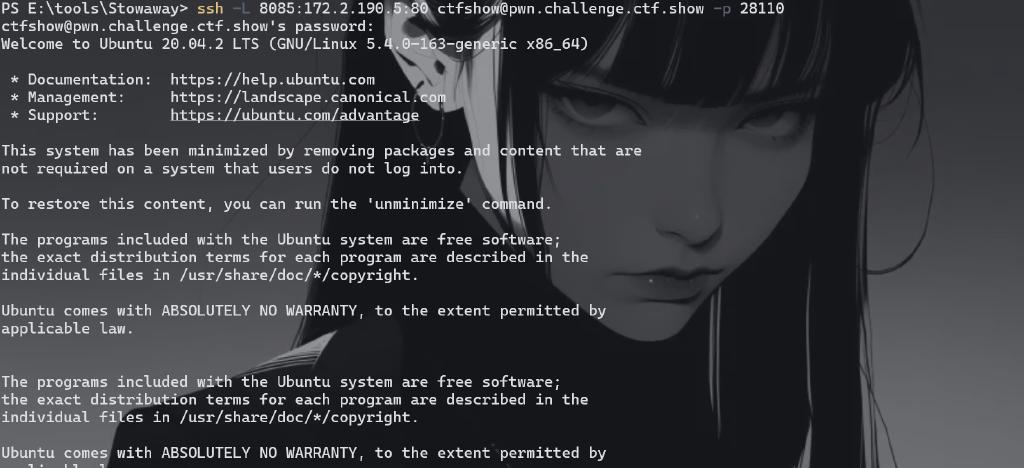 PS E:\tools\Stowaway> ssh -L 8085:172.2.190.5:80 ctfshow@pwn.challenge.ctf.show -p 28110
ctfshow@pwn.challenge.ctf.show's password:
Welcome to Ubuntu 20.04.2 LTS (GNU/Linux 5.4.0-163-generic x86_64)
* Documentation:  https://help.ubuntu.com
* Management:     https://landscape.canonical.com
* Support:        https://ubuntu.com/advantage
This system has been minimized by removing packages and content that are
not required on a system that users do not log into.
To restore this content, you can run the 'unminimize' command.
The programs included with the Ubuntu system are free software;
the exact distribution terms for each program are described in the
individual files in /usr/share/doc/*/copyright.
Ubuntu comes with ABSOLUTELY NO WARRANTY, to the extent permitted by
applicable law.
The programs included with the Ubuntu system are free software;
the exact distribution terms for each program are described in the
individual files in /usr/share/doc/*/copyright.
Ubuntu comes with ABSOLUTELY NO WARRANTY, to the extent permitted by